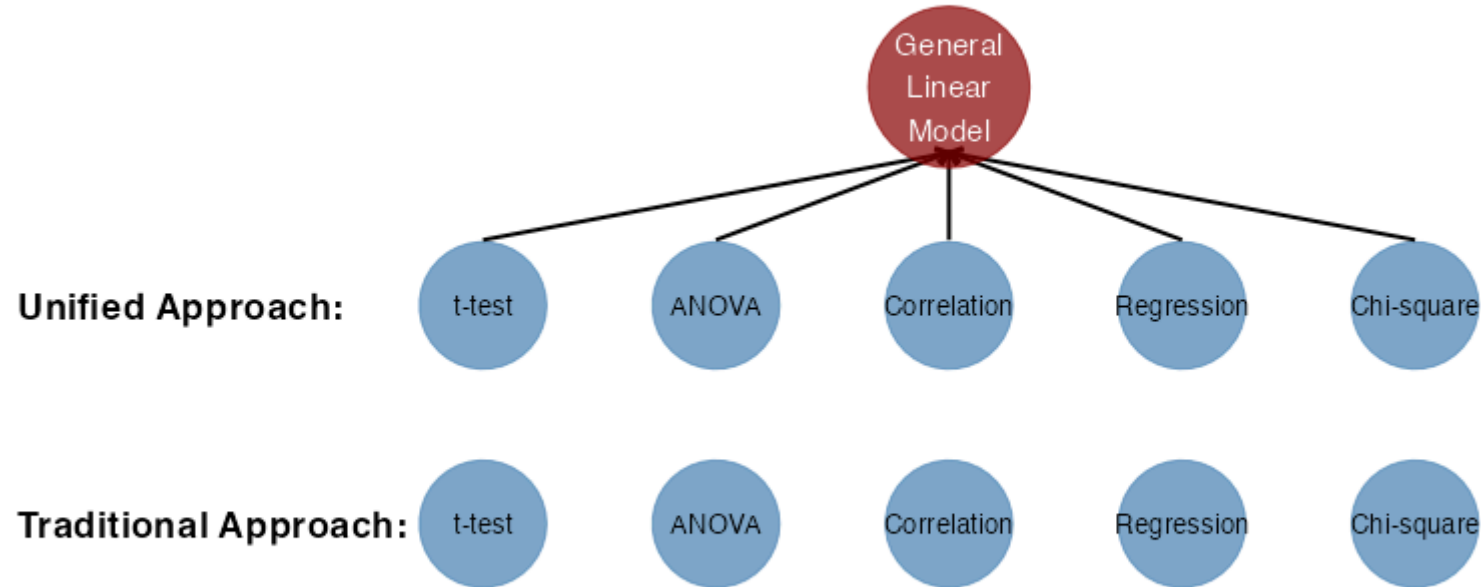 General
Linear
Model
Unified Approach: t-test ANOVA Correlation Regression Chi-square
Traditional Approach: t-test ANOVA Correlation Regression Chi-square